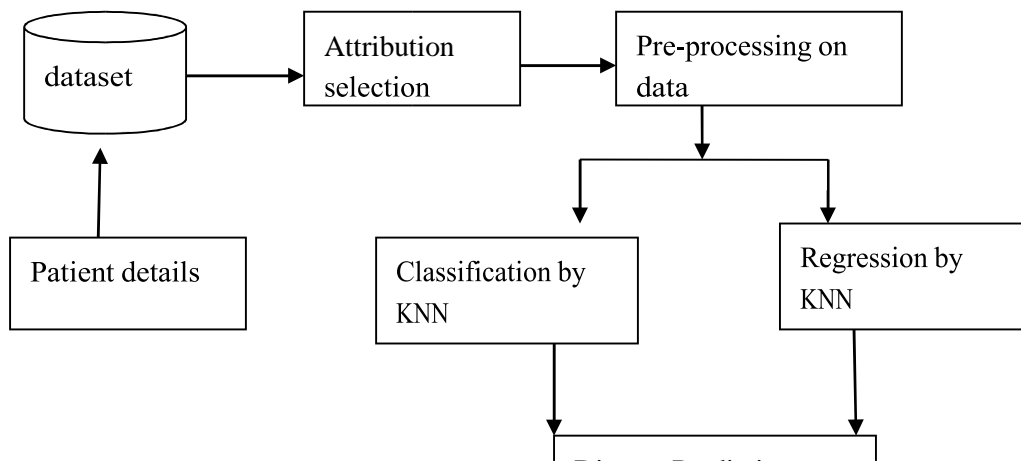 dataset
Attribution
selection
Pre-processing on
data
Patient details
Classification by
KNN
Regression by
KNN